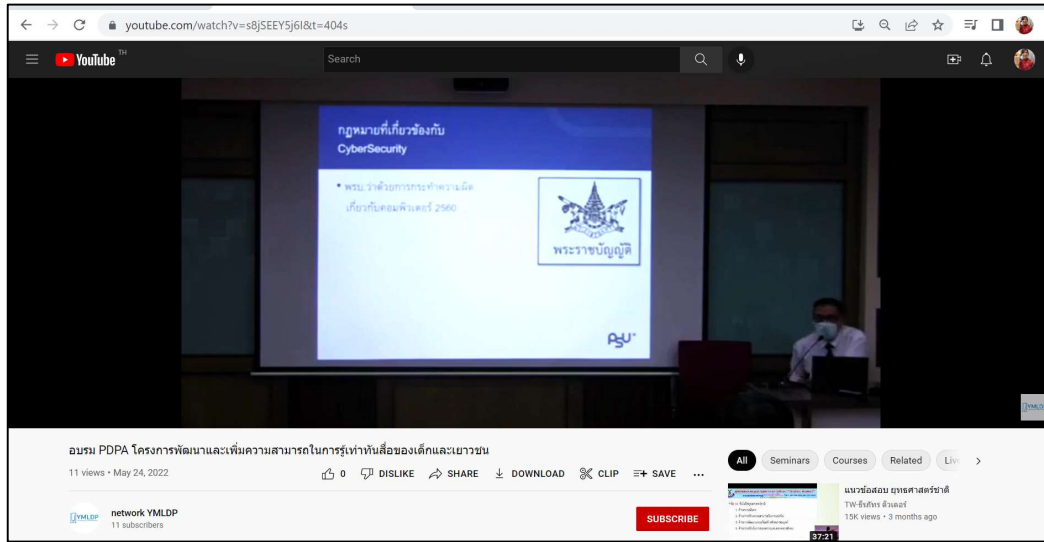 youtube.com/watch?v=s8jSEEY5j6I&t=404s
YouTube TH
Search
กฎหมายที่เกี่ยวข้องกับ
CyberSecurity
• พรบ.ว่าด้วยการกระทำความผิด
เกี่ยวกับคอมพิวเตอร์ 2560
พระราชบัญญัติ
PSU
YMLD
อบรม PDPA โครงการพัฒนาและเพิ่มความสามารถในการรู้เท่าทันสื่อของเด็กและเยาวชน
11 views • May 24, 2022
0 DISLIKE SHARE DOWNLOAD CLIP SAVE ...
YMLDP
network YMLDP
11 subscribers
SUBSCRIBE
All Seminars Courses Related Live
แนวข้อสอบ ยุทธศาสตร์ชาติ
TW-ธีรภัทร ติวเตอร์
15K views • 3 months ago
37:21